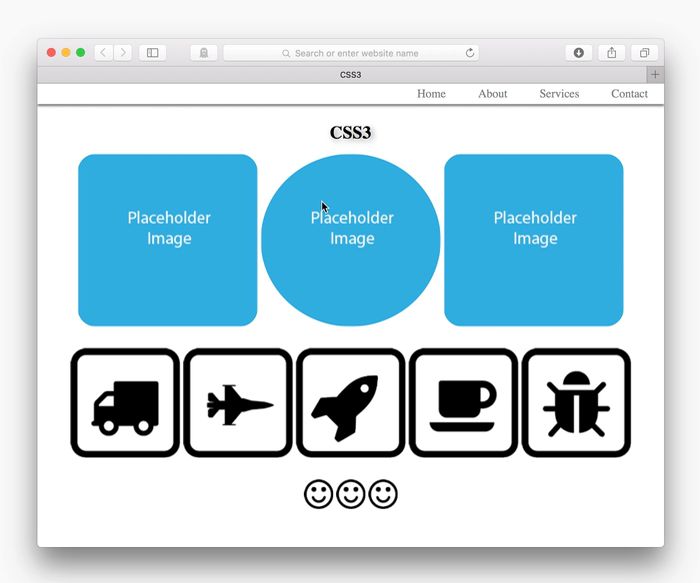 Search or enter website name
CSS3
Home About Services Contact
CSS3
Placeholder
Image
Placeholder
Image
Placeholder
Image